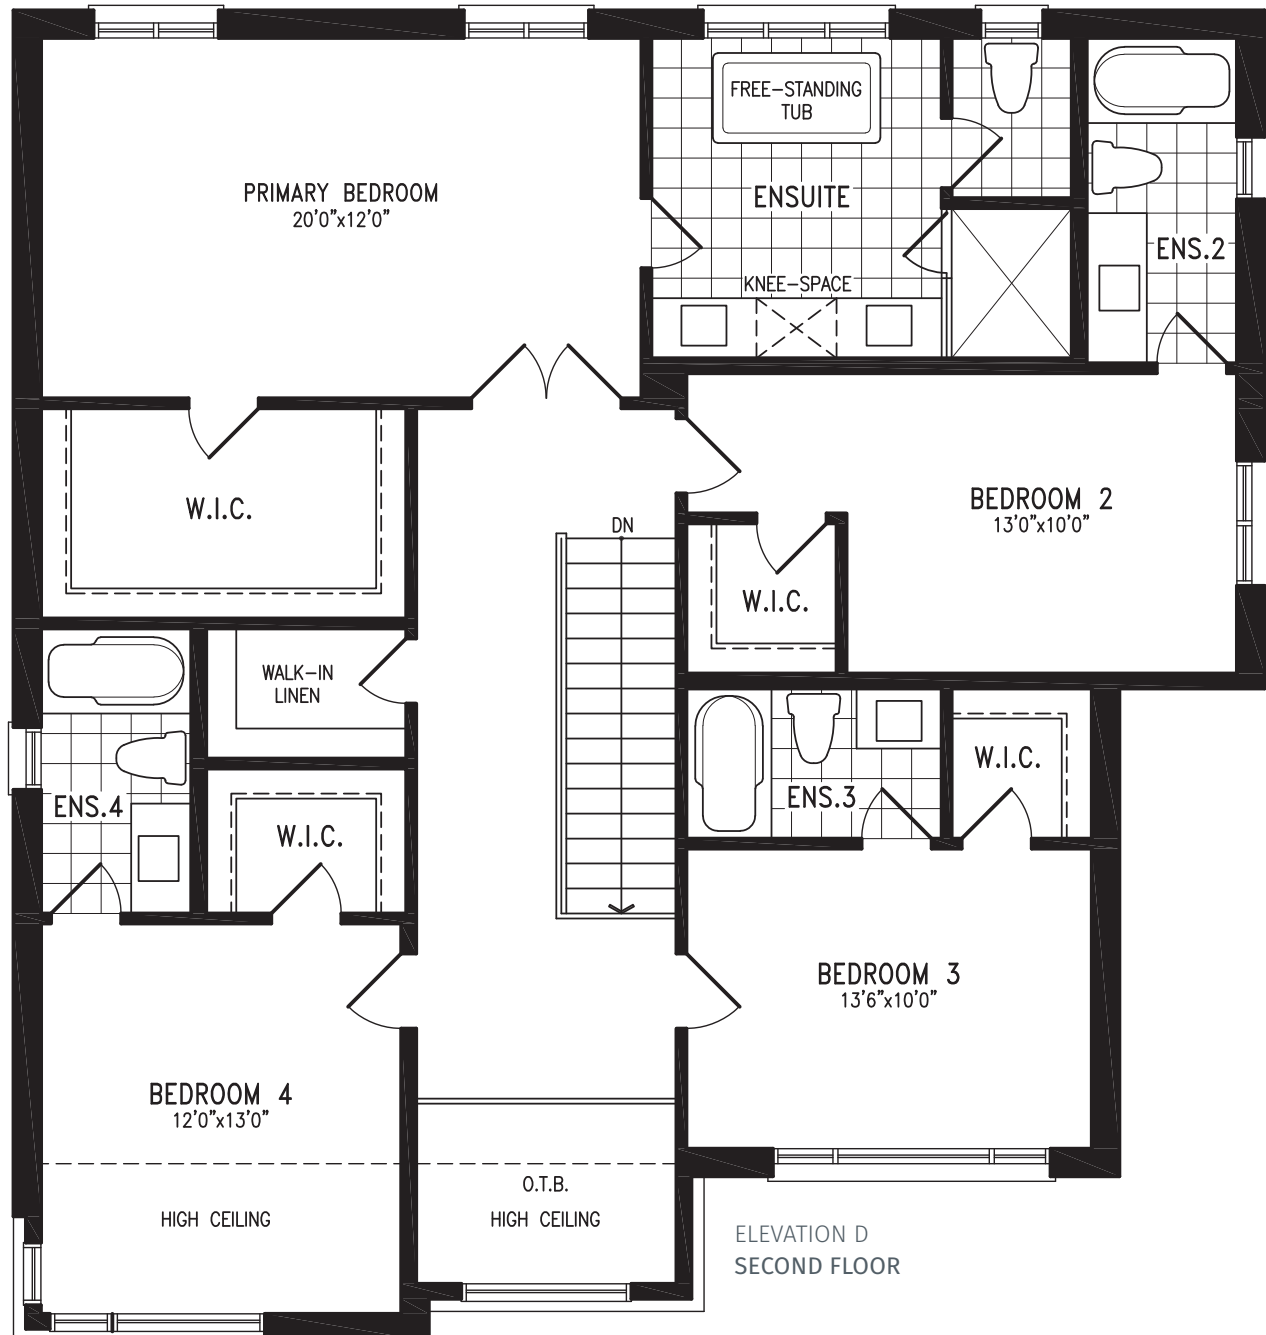 FREE-STANDING
TUB
PRIMARY BEDROOM
20'0"x12'0"
ENSUITE
KNEE-SPACE
ENS.2
W.I.C.
DN
BEDROOM 2
13'0"x10'0"
W.I.C.
WALK-IN
LINEN
W.I.C.
ENS.3
ENS.4
W.I.C.
BEDROOM 3
13'6"x10'0"
BEDROOM 4
12'0"x13'0"
O.T.B.
HIGH CEILING
HIGH CEILING
ELEVATION D
SECOND FLOOR